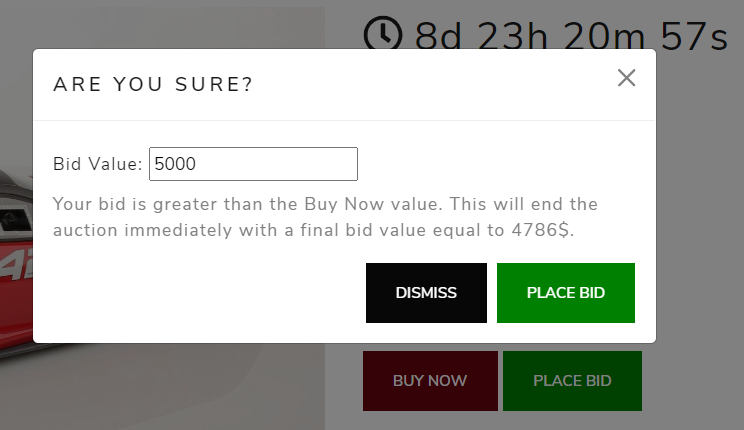 8d 23h 20m 57s
ARE YOU SURE?
Bid Value: 5000
Your bid is greater than the Buy Now value. This will end the
auction immediately with a final bid value equal to 4786$.
DISMISS PLACE BID
BUY NOW PLACE BID